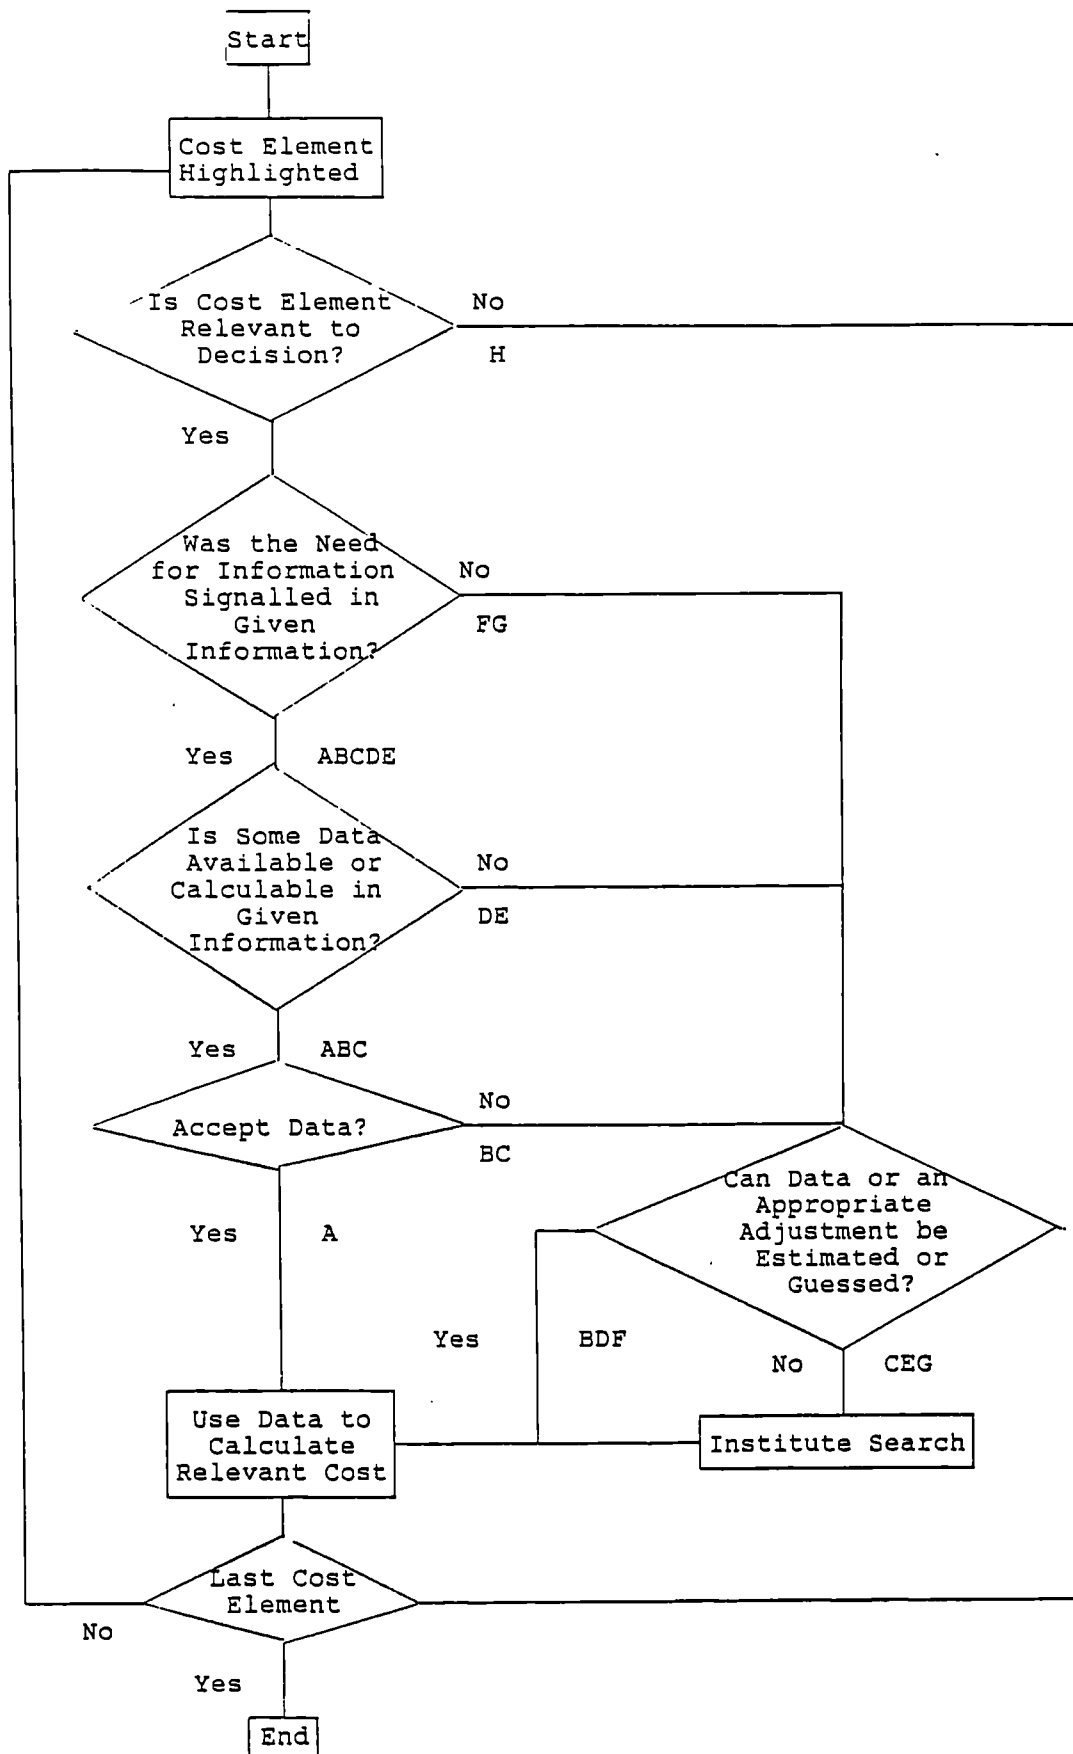 Start
Cost Element
Highlighted
Is Cost Element
Relevant to
Decision?
No
H
Yes
Was the Need
for Information
Signalled in
Given
Information?
No
FG
Yes
ABCDE
Is Some Data
Available or
Calculable in
Given
Information?
No
DE
Yes
ABC
Accept Data?
No
BC
Yes
A
Can Data or an
Appropriate
Adjustment be
Estimated or
Guessed?
Yes
BDF
No
CEG
Use Data to
Calculate
Relevant Cost
Institute Search
Last Cost
Element
No
Yes
End